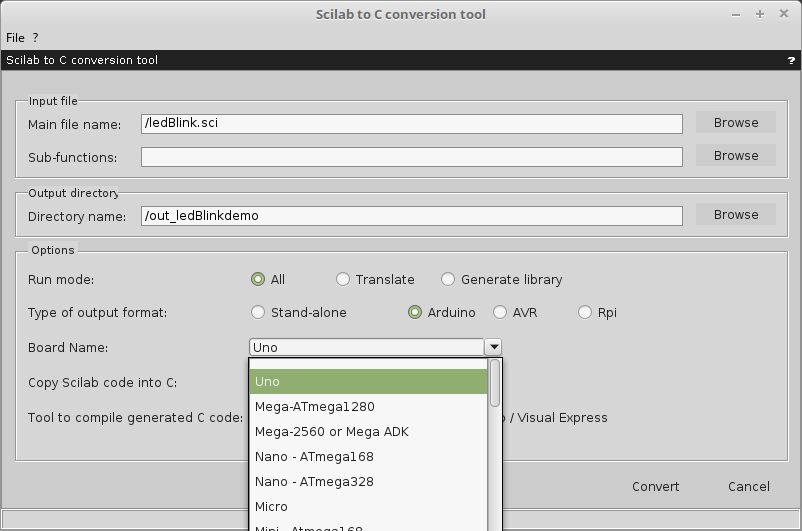 Scilab to C conversion tool
File ?
Scilab to C conversion tool ?
Input file
Main file name: /ledBlink.sci Browse
Sub-functions: Browse
Output directory
Directory name: /out_ledBlinkdemo Browse
Options
Run mode: All Translate Generate library
Type of output format: Stand-alone Arduino AVR Rpi
Board Name: Uno
Uno
Copy Scilab code into C:
Mega-ATmega1280
Tool to compile generated C code: / Visual Express
Mega-2560 or Mega ADK
Nano - ATmega168
Nano - ATmega328
Convert Cancel
Micro
Mini - Atmega168